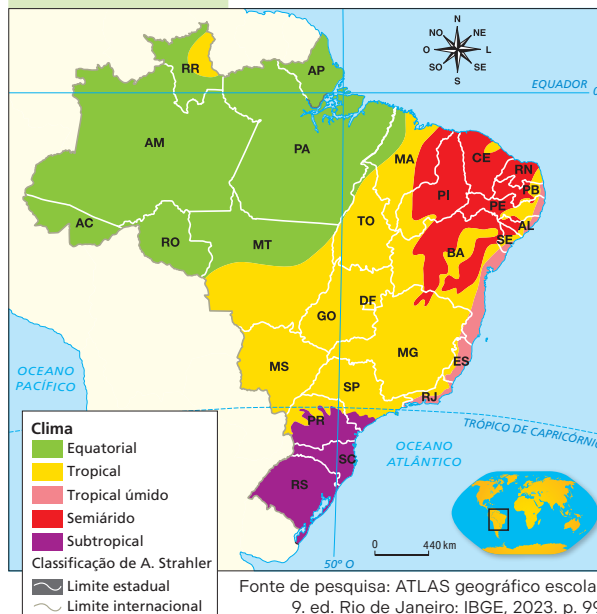 N
NO NE
O L
SO SE
S
EQUADOR
RR
AP
AM
PA
MA
CE
RN
PB
PI
PE
AL
SE
AC
RO
TO
MT
BA
DF
GO
MG
ES
MS
SP
RJ
PR
SC
RS
OCEANO
PACÍFICO
OCEANO
ATLÂNTICO
TRÓPICO DE CAPRICÓRNIO
Clima
Equatorial
Tropical
Tropical úmido
Semiárido
Subtropical
Classificação de A. Strahler
Limite estadual
Limite internacional
0 440 km
50° O
Fonte de pesquisa: ATLAS geográfico escola
9. ed. Rio de Janeiro: IBGE, 2023. p. 99